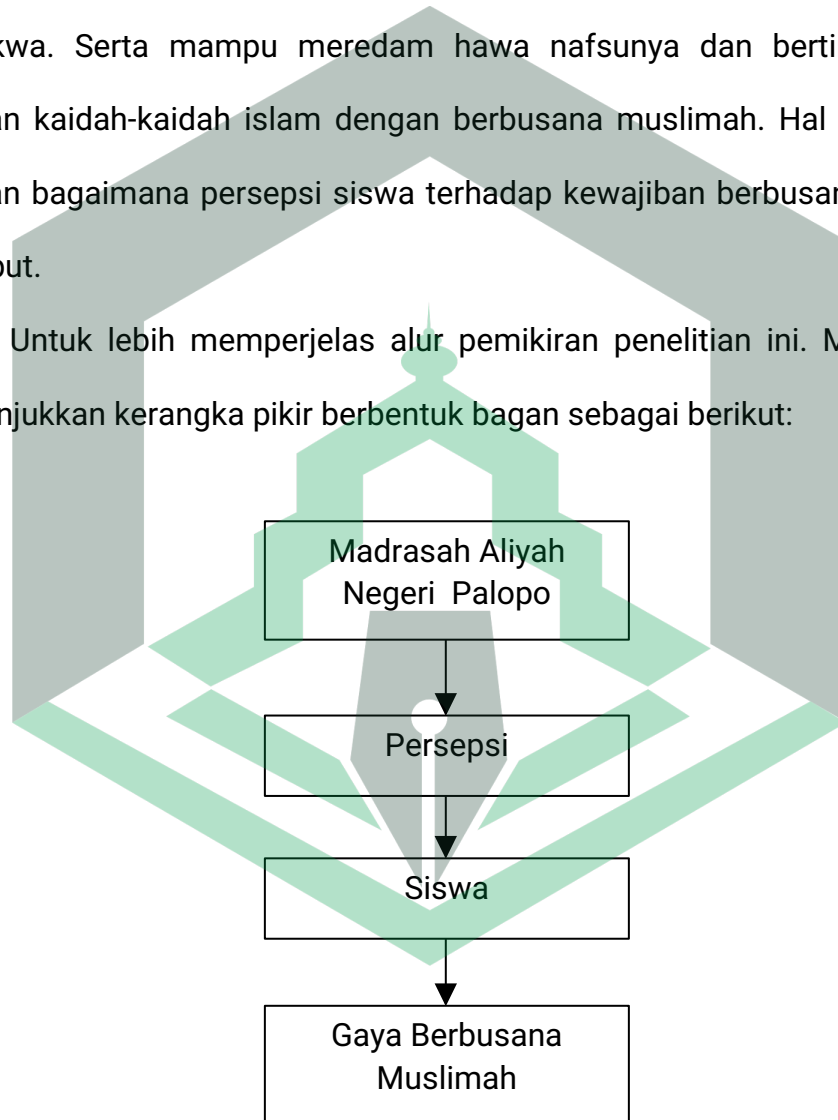 kwa. Serta mampu meredam hawa nafsunya dan berti
an kaidah-kaidah islam dengan berbusana muslimah. Hal
an bagaimana persepsi siswa terhadap kewajiban berbusan
but.
Untuk lebih memperjelas alur pemikiran penelitian ini. M
njukkan kerangka pikir berbentuk bagan sebagai berikut:
Madrasah Aliyah
Negeri Palopo
Persepsi
Siswa
Gaya Berbusana
Muslimah